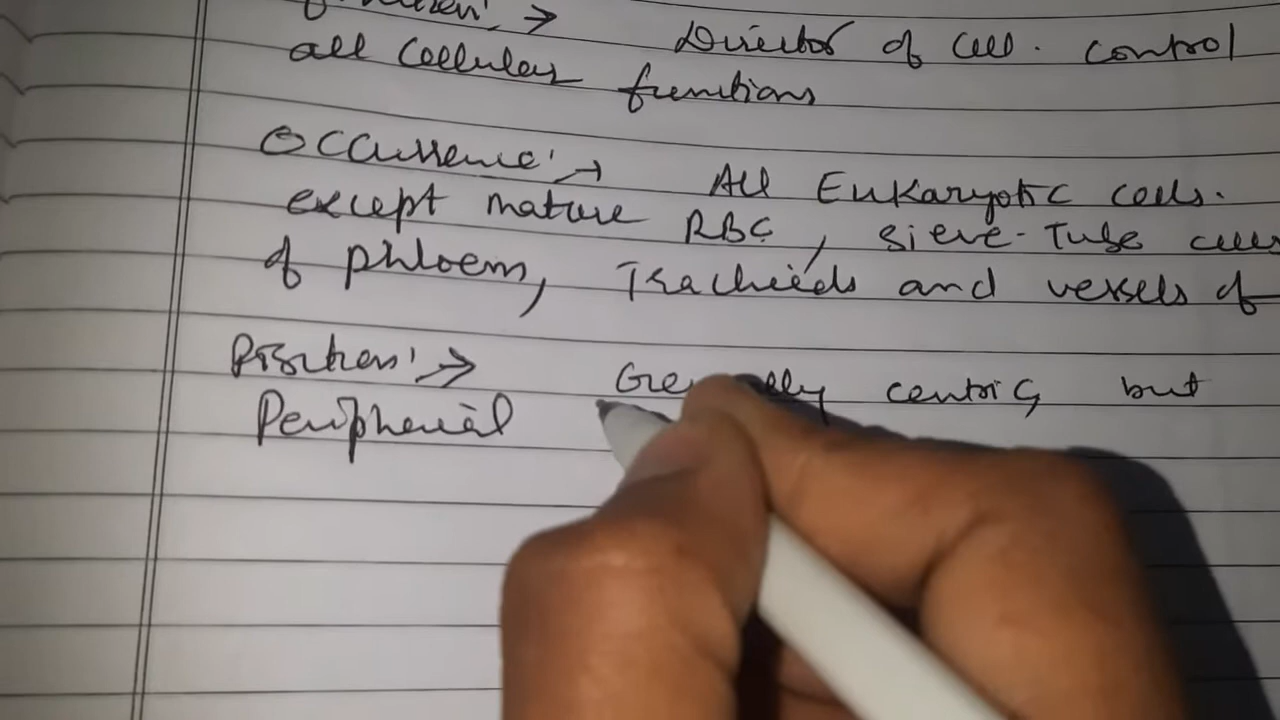 Director of cell. control
all cellular functions
Occurrence:→ All Eukaryotic cells.
except mature RBC, sieve-Tube cells
of phloem, Tracheids and vessels of
Position:→ centric, but
Peripherial